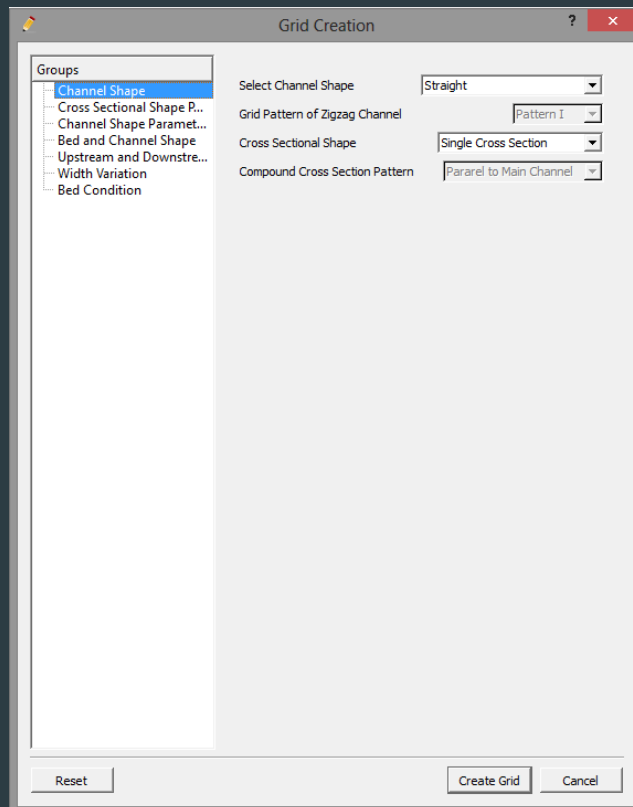 Grid Creation
?
Groups
Channel Shape
Cross Sectional Shape P...
Channel Shape Paramet...
Bed and Channel Shape
Upstream and Downstre...
Width Variation
Bed Condition
Select Channel Shape Straight
Grid Pattern of Zigzag Channel Pattern I
Cross Sectional Shape Single Cross Section
Compound Cross Section Pattern Pararel to Main Channel
Reset Create Grid Cancel